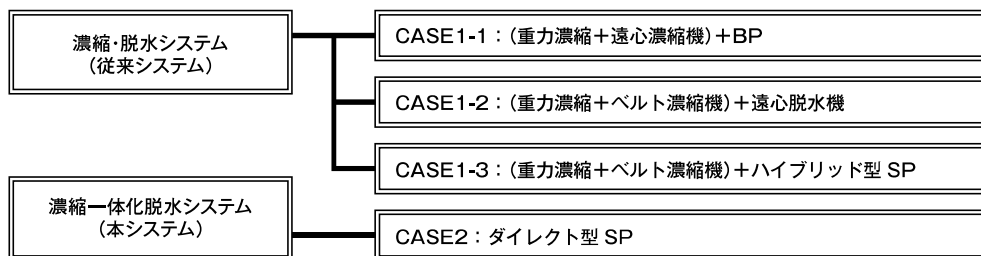 濃縮・脱水システム
(従来システム)
CASE1-1：(重力濃縮＋遠心濃縮機)＋BP
CASE1-2：(重力濃縮＋ベルト濃縮機)＋遠心脱水機
CASE1-3：(重力濃縮＋ベルト濃縮機)＋ハイブリッド型 SP
濃縮一体化脱水システム
(本システム)
CASE2：ダイレクト型 SP